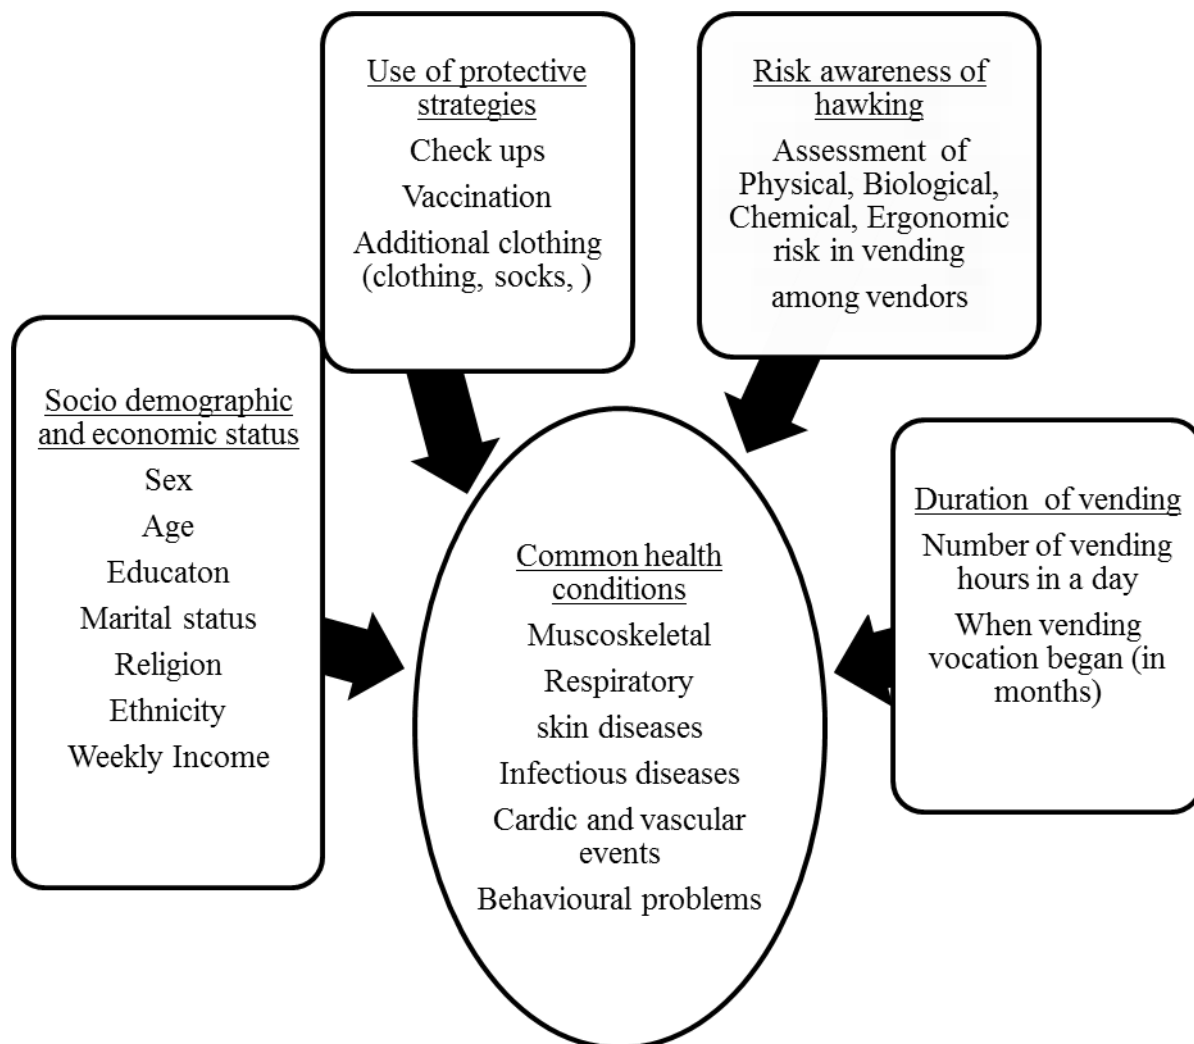 Use of protective
strategies
Check ups
Vaccination
Additional clothing
(clothing, socks, )
Risk awareness of
hawking
Assessment of
Physical, Biological,
Chemical, Ergonomic
risk in vending
among vendors
Socio demographic
and economic status
Sex
Age
Educaton
Marital status
Religion
Ethnicity
Weekly Income
Common health
conditions
Muscoskeletal
Respiratory
skin diseases
Infectious diseases
Cardic and vascular
events
Behavioural problems
Duration of vending
Number of vending
hours in a day
When vending
vocation began (in
months)